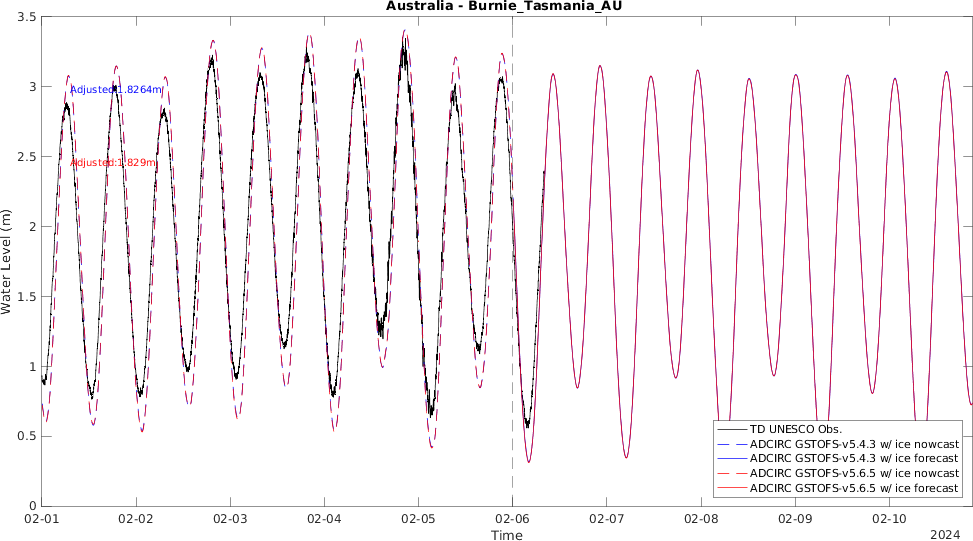 Australia - Burnie_Tasmania_AU
3.5
3
2.5
2
1.5
1
0.5
0
Water Level (m)
Adjusted:1.8264m
Adjusted:1.829m
TD UNESCO Obs.
ADCIRC GSTOFS-v5.4.3 w/ ice nowcast
ADCIRC GSTOFS-v5.4.3 w/ ice forecast
ADCIRC GSTOFS-v5.6.5 w/ ice nowcast
ADCIRC GSTOFS-v5.6.5 w/ ice forecast
02-01 02-02 02-03 02-04 02-05 02-06 02-07 02-08 02-09 02-10
Time
2024